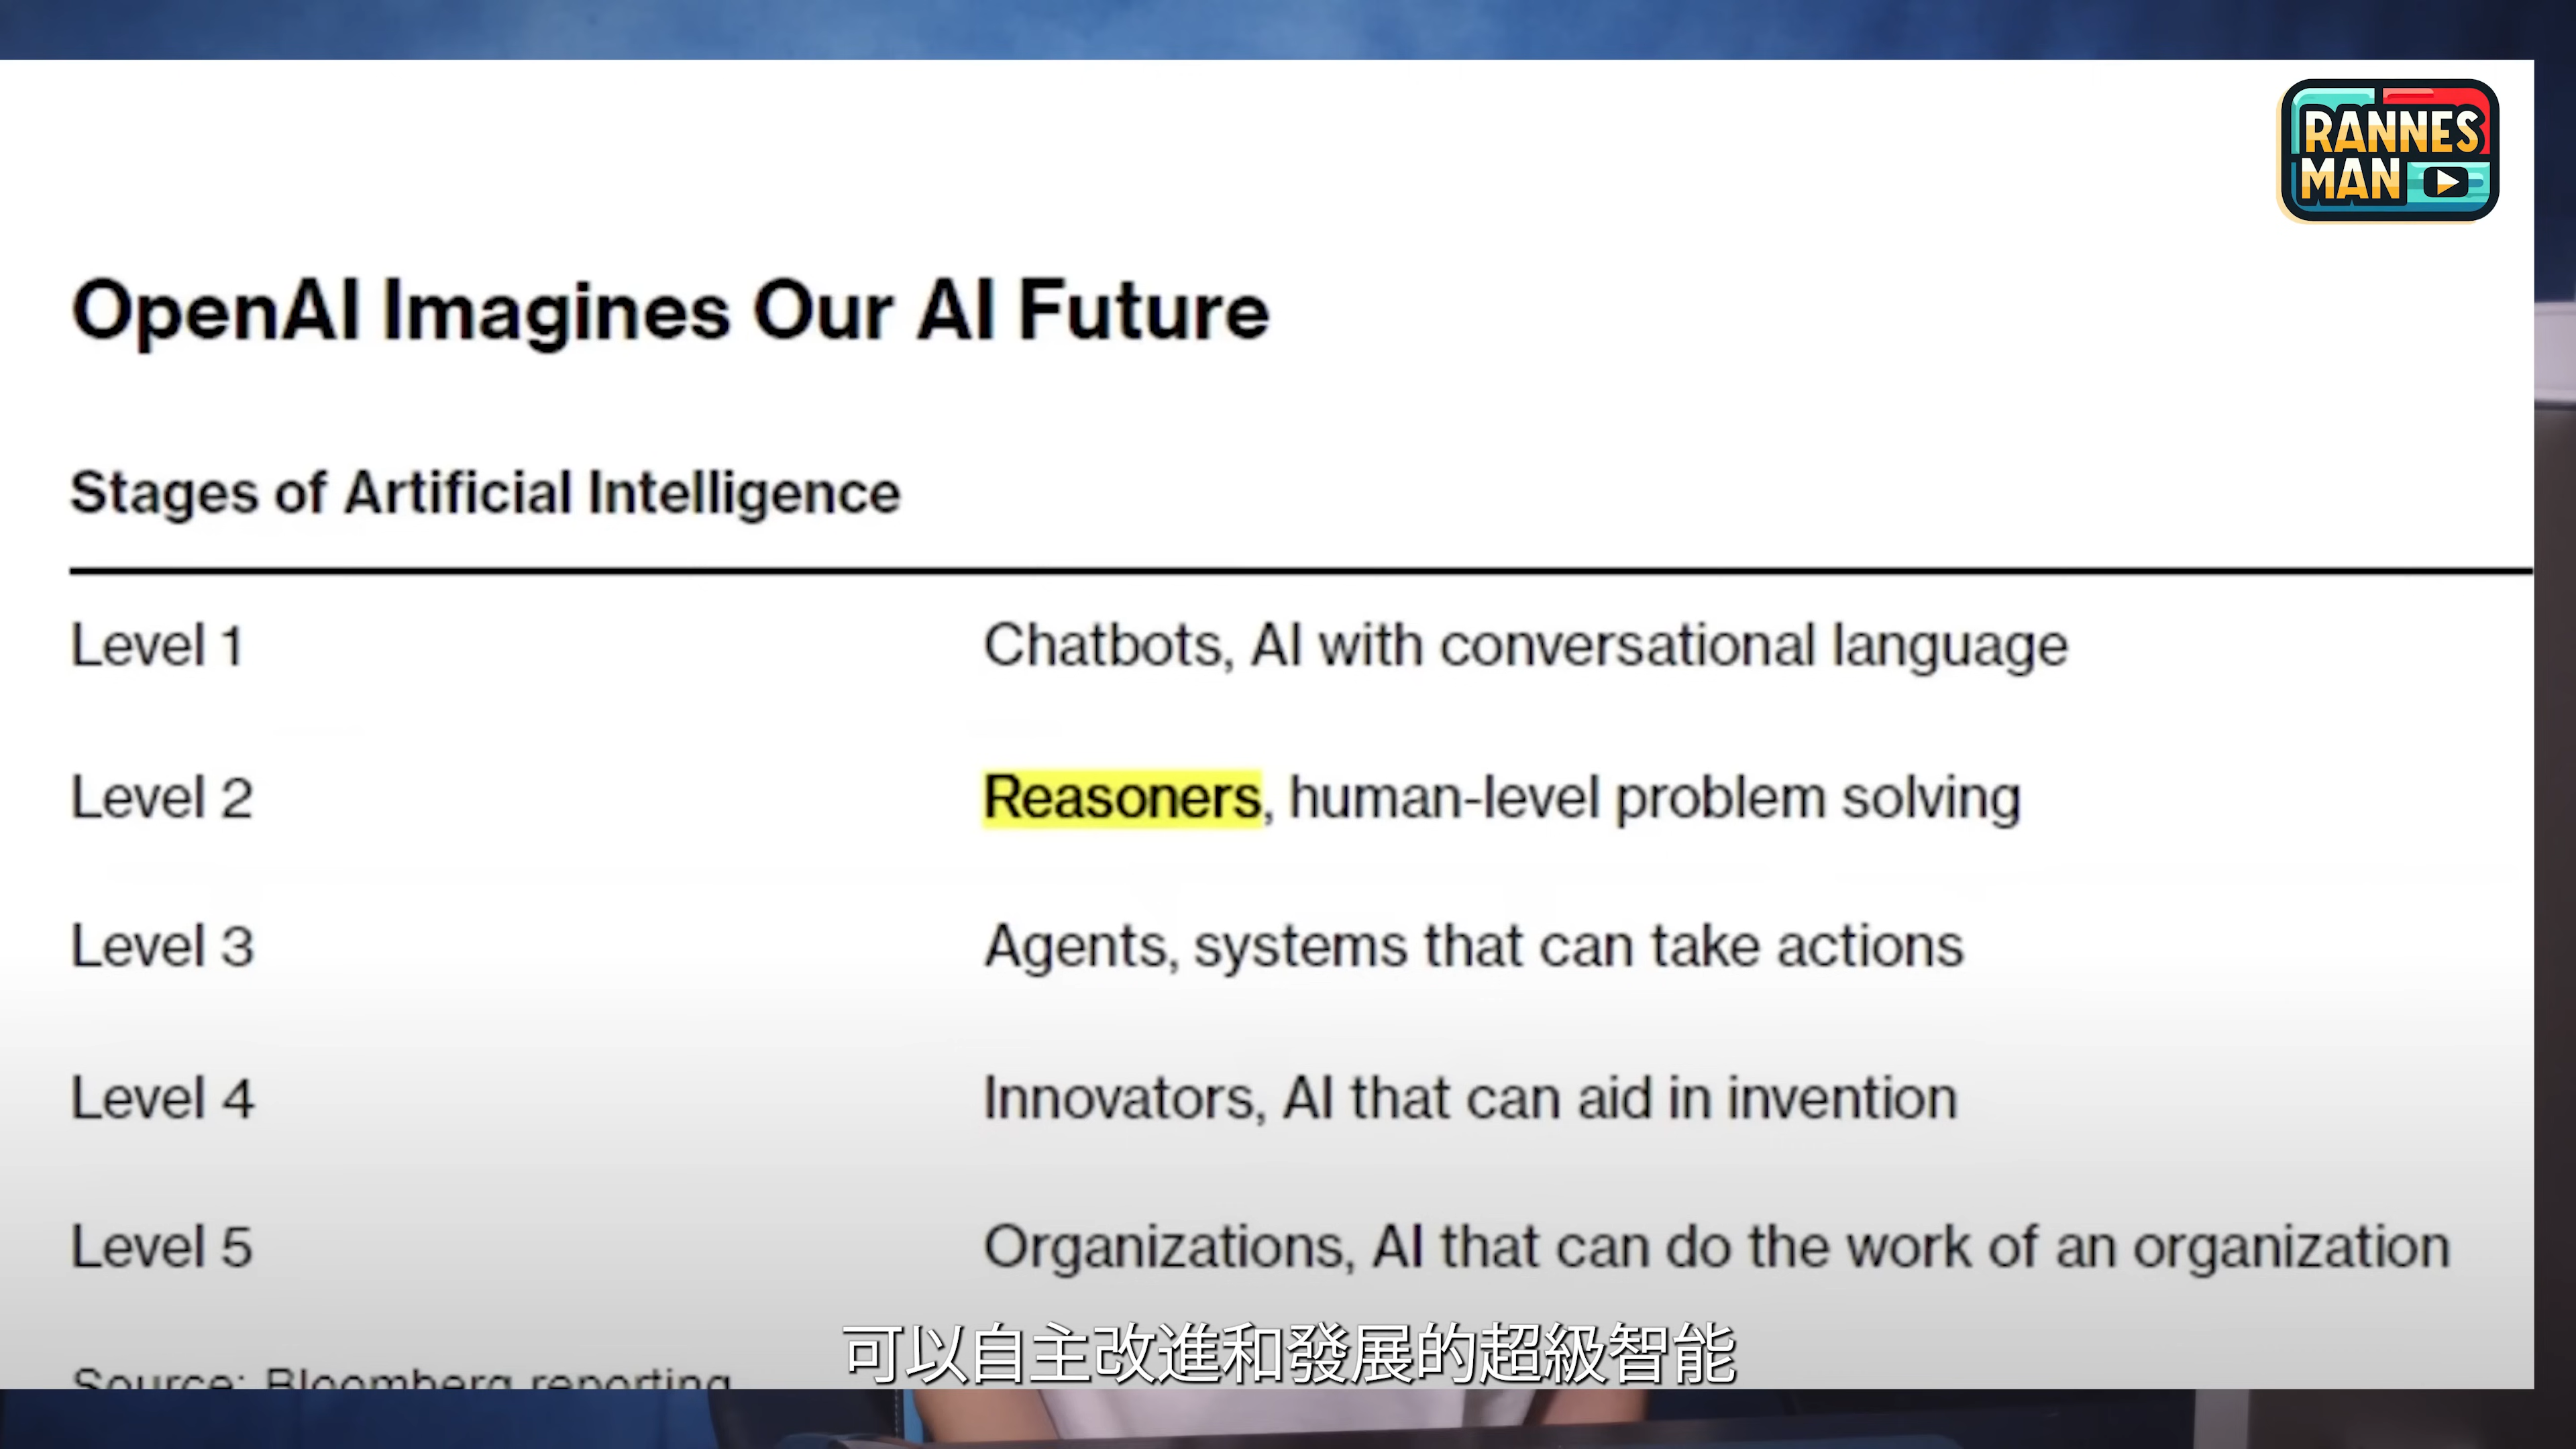 RANNES
MAN
OpenAI Imagines Our AI Future
Stages of Artificial Intelligence
Level 1 Chatbots, AI with conversational language
Level 2 Reasoners, human-level problem solving
Level 3 Agents, systems that can take actions
Level 4 Innovators, AI that can aid in invention
Level 5 Organizations, AI that can do the work of an organization
Source: Bloomberg reporting
可以自主改進和發展的超級智能